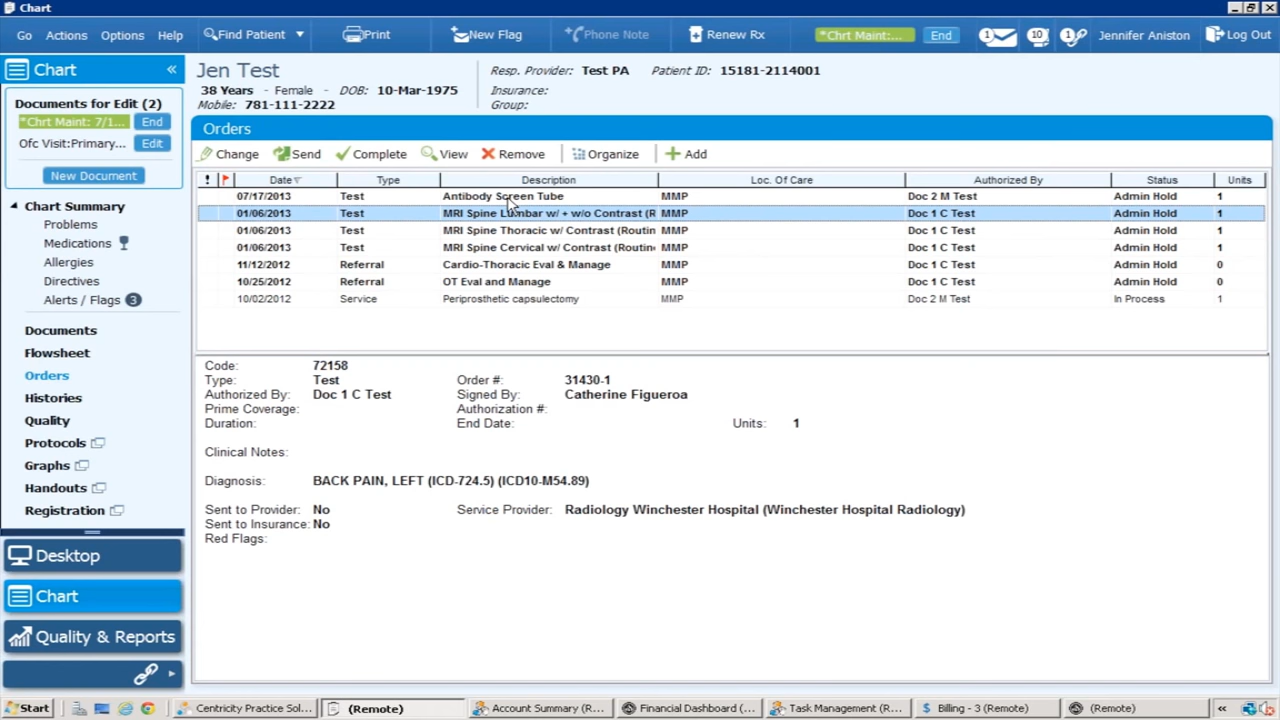 Chart
Go Actions Options Help Find Patient Print New Flag Phone Note Renew Rx *Chrt Maint:... End 1 10 1 Jennifer Aniston Log Out
Chart «
Documents for Edit (2)
*Chrt Maint: 7/1... End
Ofc Visit:Primary... Edit
New Document
Chart Summary
Problems
Medications
Allergies
Directives
Alerts / Flags 3
Documents
Flowsheet
Orders
Histories
Quality
Protocols
Graphs
Handouts
Registration
Desktop
Chart
Quality & Reports
Jen Test
38 Years - Female - DOB: 10-Mar-1975
Mobile: 781-111-2222
Resp. Provider: Test PA Patient ID: 15181-2114001
Insurance:
Group:
Orders
Change Send Complete View Remove Organize Add
! Date Type Description Loc. Of Care Authorized By Status Units
07/17/2013 Test Antibody Screen Tube MMP Doc 2 M Test Admin Hold 1
01/06/2013 Test MRI Spine Lumbar w/ + w/o Contrast (R MMP Doc 1 C Test Admin Hold 1
01/06/2013 Test MRI Spine Thoracic w/ Contrast (Routin MMP Doc 1 C Test Admin Hold 1
01/06/2013 Test MRI Spine Cervical w/ Contrast (Routin MMP Doc 1 C Test Admin Hold 1
11/12/2012 Referral Cardio-Thoracic Eval & Manage MMP Doc 1 C Test Admin Hold 0
10/25/2012 Referral OT Eval and Manage MMP Doc 1 C Test Admin Hold 0
10/02/2012 Service Periprosthetic capsulectomy MMP Doc 2 M Test In Process 1
Code: 72158
Type: Test Order #: 31430-1
Authorized By: Doc 1 C Test Signed By: Catherine Figueroa
Prime Coverage: Authorization #:
Duration: End Date: Units: 1
Clinical Notes:
Diagnosis: BACK PAIN, LEFT (ICD-724.5) (ICD10-M54.89)
Sent to Provider: No Service Provider: Radiology Winchester Hospital (Winchester Hospital Radiology)
Sent to Insurance: No
Red Flags:
Start Centricity Practice Sol... (Remote) Account Summary (R... Financial Dashboard (... Task Management (R... Billing - 3 (Remote) (Remote) «